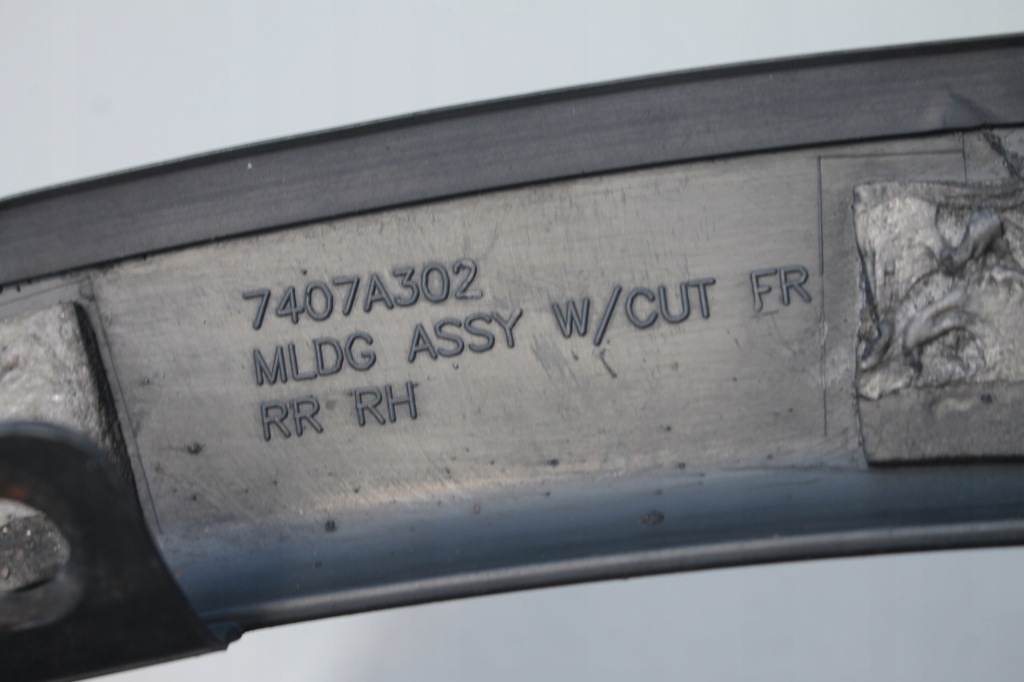 7407A302
MLDG ASSY W/CUT FR
RR RH